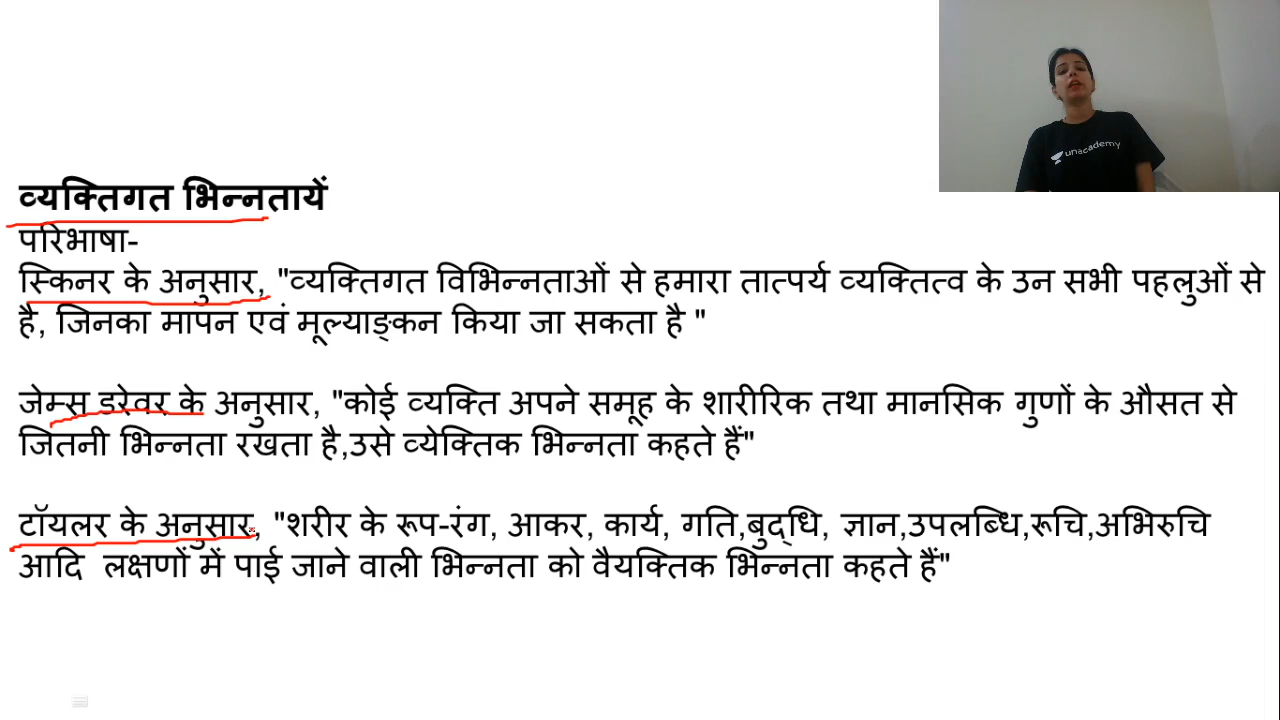 unacademy
व्यक्तिगत भिन्नतायें
परिभाषा-
स्किनर के अनुसार, "व्यक्तिगत विभिन्नताओं से हमारा तात्पर्य व्यक्तित्व के उन सभी पहलुओं से
है, जिनका मापन एवं मूल्याङ्कन किया जा सकता है "
जेम्स डरेवर के अनुसार, "कोई व्यक्ति अपने समूह के शारीरिक तथा मानसिक गुणों के औसत से
जितनी भिन्नता रखता है,उसे व्येक्तिक भिन्नता कहते हैं"
टॉयलर के अनुसार, "शरीर के रूप-रंग, आकर, कार्य, गति,बुद्धि, ज्ञान,उपलब्धि,रूचि,अभिरुचि
आदि लक्षणों में पाई जाने वाली भिन्नता को वैयक्तिक भिन्नता कहते हैं"